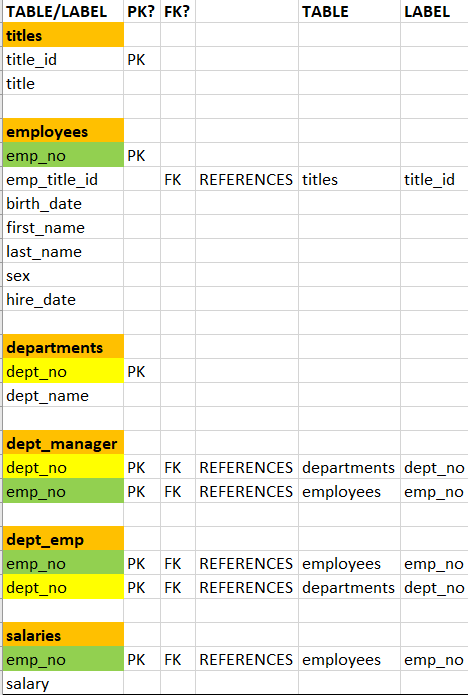 TABLE/LABEL PK? FK? TABLE LABEL
titles
title_id PK
title
employees
emp_no PK
emp_title_id FK REFERENCES titles title_id
birth_date
first_name
last_name
sex
hire_date
departments
dept_no PK
dept_name
dept_manager
dept_no PK FK REFERENCES departments dept_no
emp_no PK FK REFERENCES employees emp_no
dept_emp
emp_no PK FK REFERENCES employees emp_no
dept_no PK FK REFERENCES departments dept_no
salaries
emp_no PK FK REFERENCES employees emp_no
salary